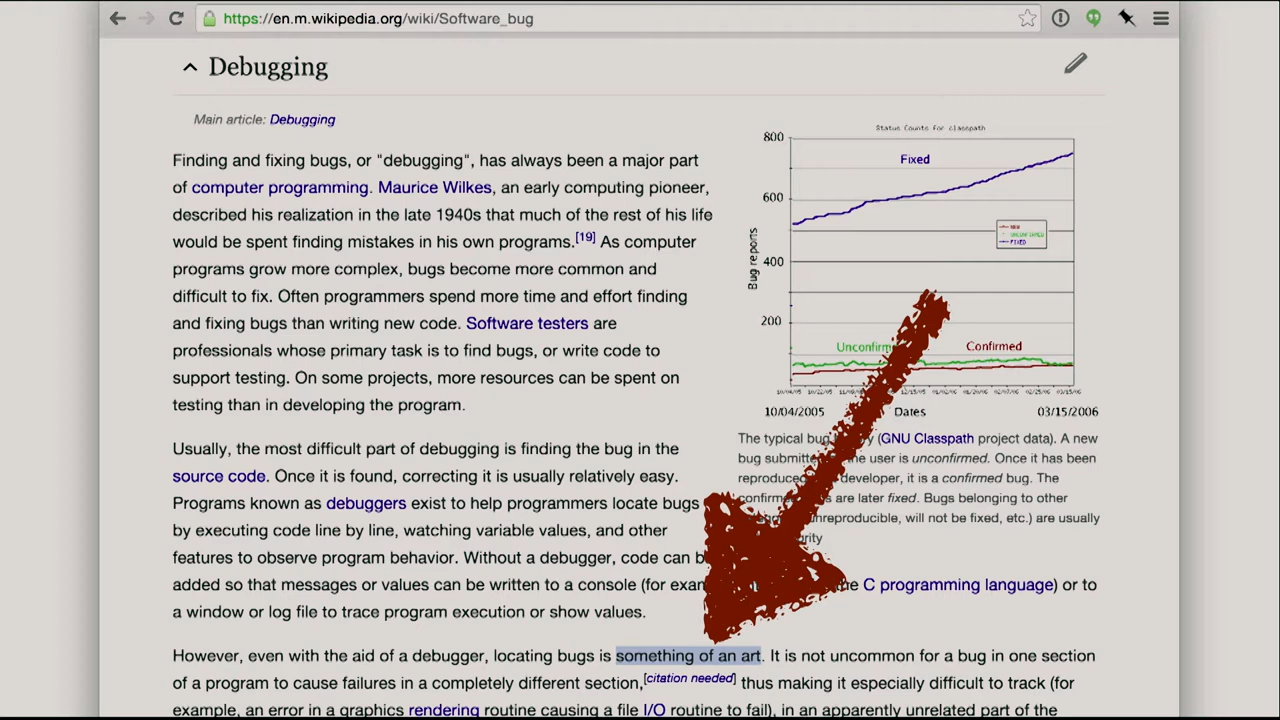 https://en.m.wikipedia.org/wiki/Software_bug
Debugging
Main article: Debugging
Finding and fixing bugs, or "debugging", has always been a major part
of computer programming. Maurice Wilkes, an early computing pioneer,
described his realization in the late 1940s that much of the rest of his life
would be spent finding mistakes in his own programs.[19] As computer
programs grow more complex, bugs become more common and
difficult to fix. Often programmers spend more time and effort finding
and fixing bugs than writing new code. Software testers are
professionals whose primary task is to find bugs, or write code to
support testing. On some projects, more resources can be spent on
testing than in developing the program.
Status Counts for classpath
800
600
400
200
Bug reports
Fixed
NEW
UNCONFIRMED
FIXED
Unconfirm
Confirmed
10/04/2005 Dates 03/15/2006
The typical bug (GNU Classpath project data). A new
bug submitte the user is unconfirmed. Once it has been
reproduce developer, it is a confirmed bug. The
confirm are later fixed. Bugs belonging to other
unreproducible, will not be fixed, etc.) are usually
Usually, the most difficult part of debugging is finding the bug in the
source code. Once it is found, correcting it is usually relatively easy.
Programs known as debuggers exist to help programmers locate bugs
by executing code line by line, watching variable values, and other
features to observe program behavior. Without a debugger, code can b
added so that messages or values can be written to a console (for exam the C programming language) or to
a window or log file to trace program execution or show values.
However, even with the aid of a debugger, locating bugs is something of an art. It is not uncommon for a bug in one section
of a program to cause failures in a completely different section,[citation needed] thus making it especially difficult to track (for
example, an error in a graphics rendering routine causing a file I/O routine to fail), in an apparently unrelated part of the